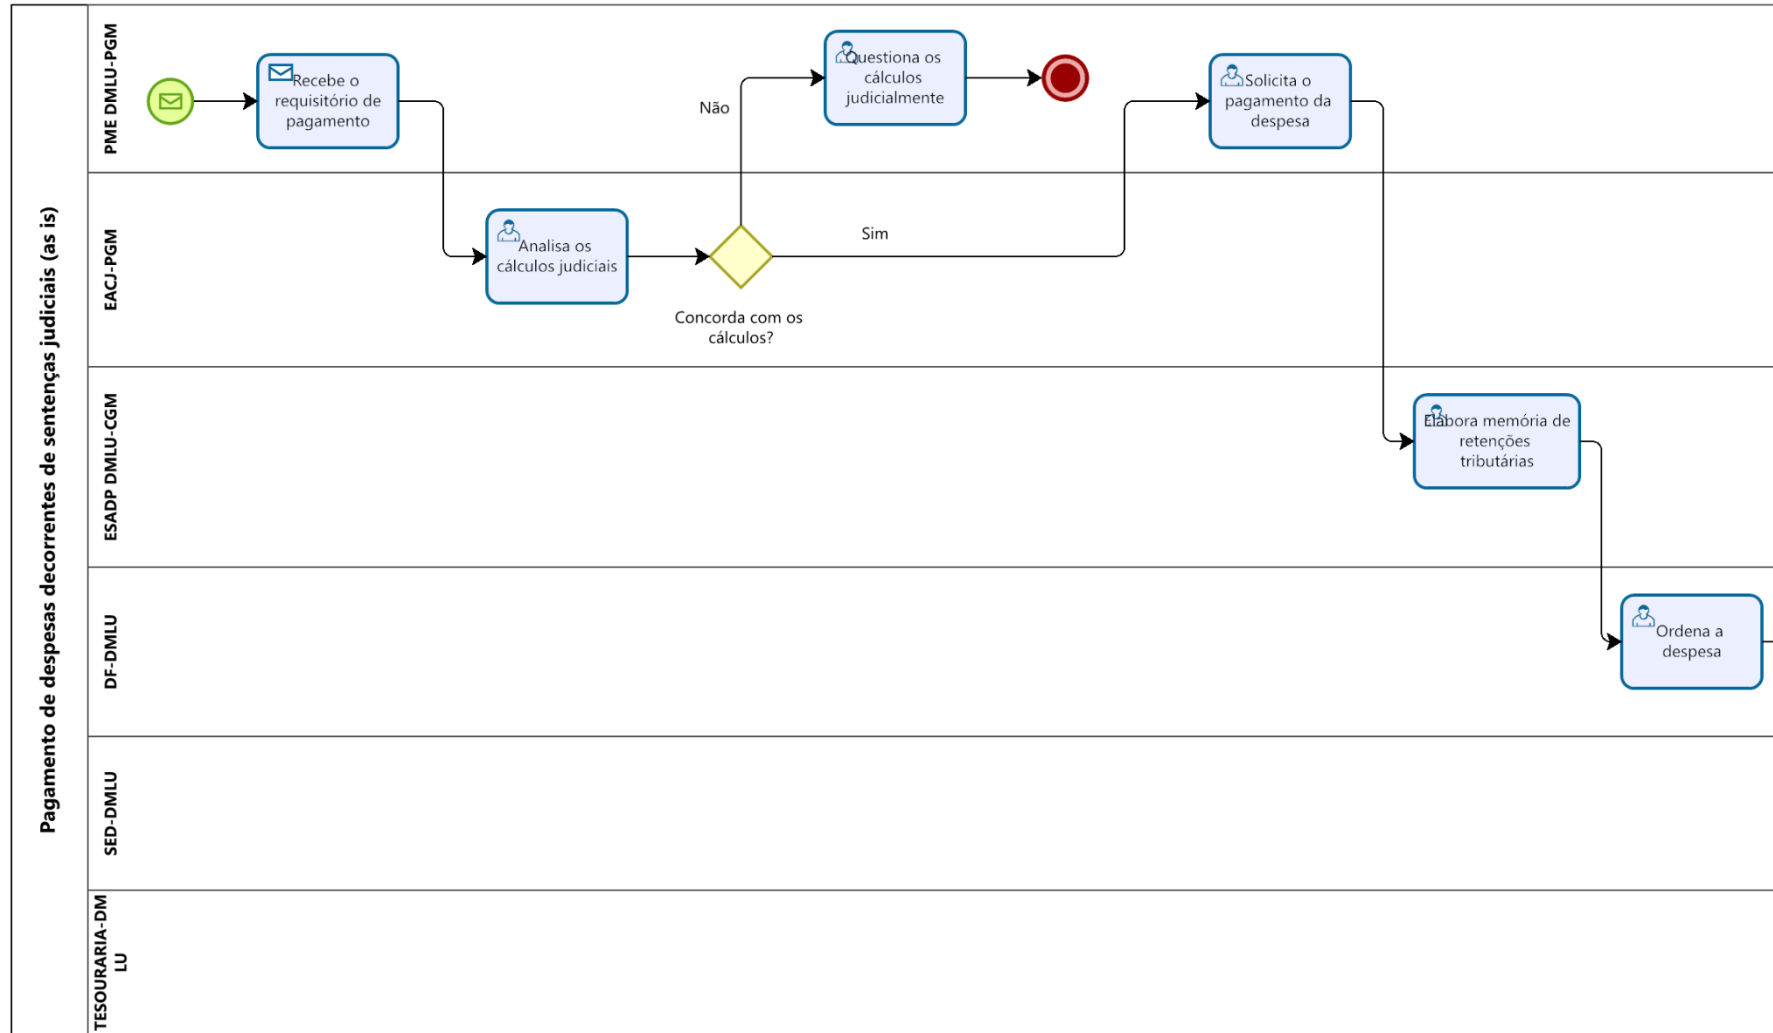 Pagamento de despesas decorrentes de sentenças judiciais (as is)
PME DMLU-PGM
Recebe o
requisitório de
pagamento
Não
Questiona os
cálculos
judicialmente
Solicita o
pagamento da
despesa
EACJ-PGM
Analisa os
cálculos judiciais
Sim
Concorda com os
cálculos?
ESADP DMLU-CGM
Elabora memória de
retenções
tributárias
DF-DMLU
Ordena a
despesa
SED-DMLU
TESOURARIA-DM
LU